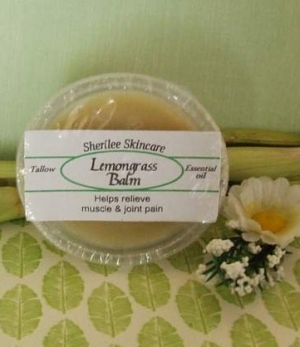 Sherilee Skincare
Tallow
Lemongrass
Balm
Essential
oil
Helps relieve
muscle & joint pain